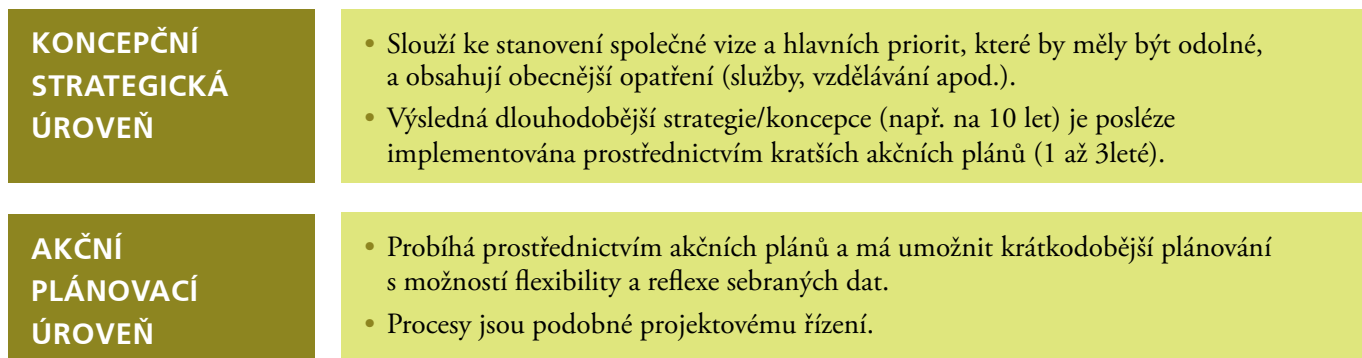 KONCEPČNÍ
STRATEGICKÁ
ÚROVEŇ
• Slouží ke stanovení společné vize a hlavních priorit, které by měly být odolné,
a obsahují obecnější opatření (služby, vzdělávání apod.).
• Výsledná dlouhodobější strategie/koncepce (např. na 10 let) je posléze
implementována prostřednictvím kratších akčních plánů (1 až 3leté).
AKČNÍ
PLÁNOVACÍ
ÚROVEŇ
• Probíhá prostřednictvím akčních plánů a má umožnit krátkodobější plánování
s možností flexibility a reflexe sebraných dat.
• Procesy jsou podobné projektovému řízení.